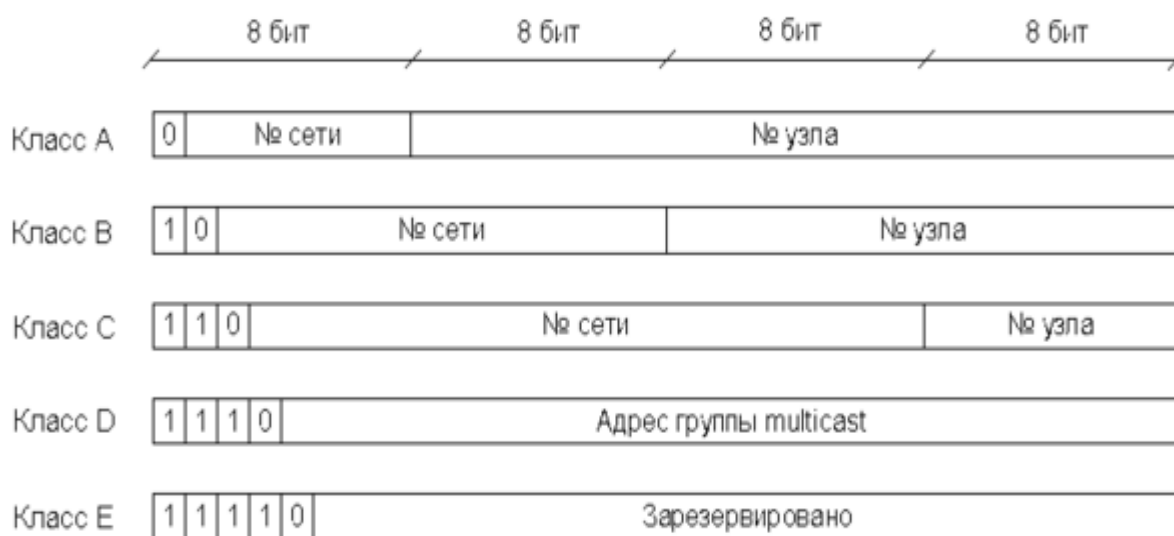 8 бит 8 бит 8 бит 8 бит
Класс A 0 № сети № узла
Класс B 1 0 № сети № узла
Класс C 1 1 0 № сети № узла
Класс D 1 1 1 0 Адрес группы multicast
Класс E 1 1 1 1 0 Зарезервировано